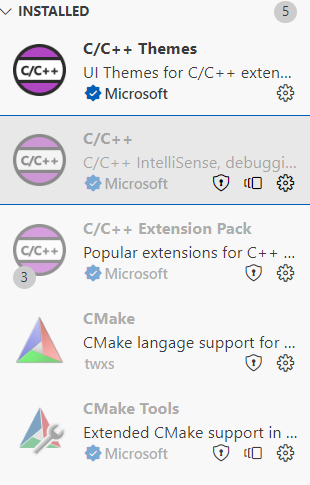 INSTALLED 5
C/C++ Themes
C/C++
UI Themes for C/C++ exten...
Microsoft
C/C++
C/C++
C/C++ IntelliSense, debuggi...
Microsoft
C/C++ Extension Pack
C/C++
Popular extensions for C++ ...
3
Microsoft
CMake
CMake langage support for ...
twxs
CMake Tools
Extended CMake support in ...
Microsoft